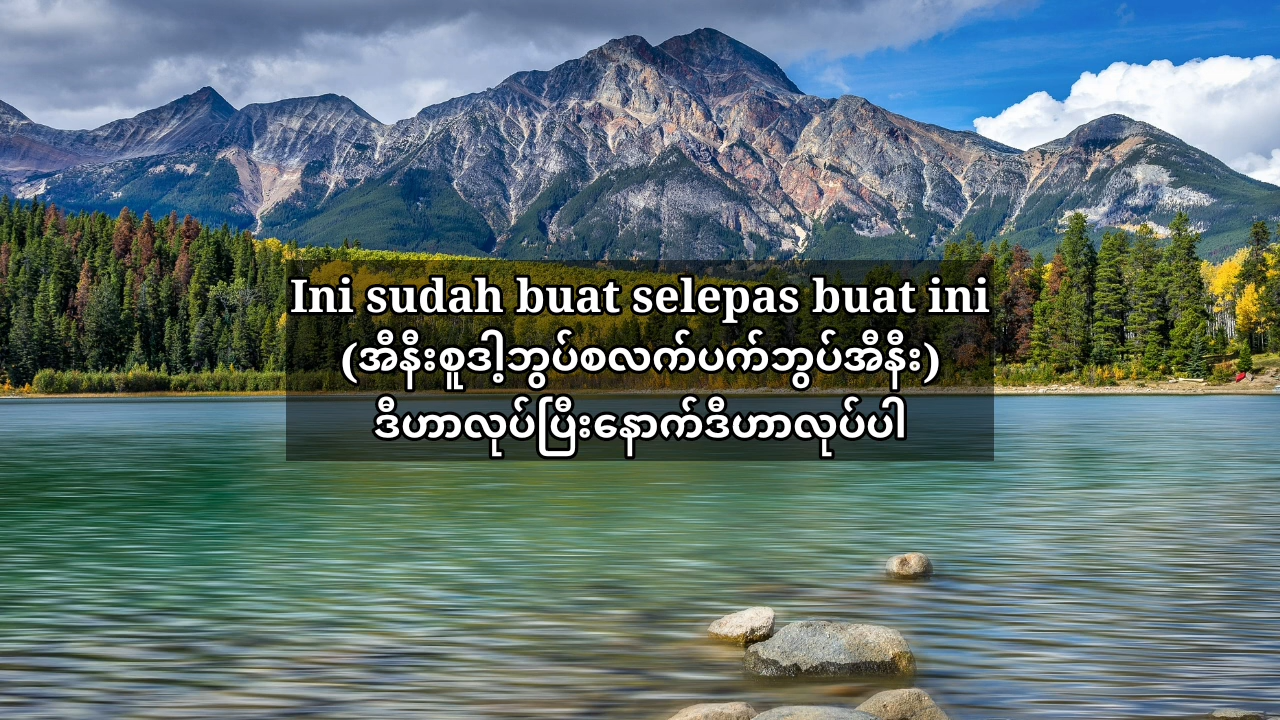 Ini sudah buat selepas buat ini
(အီနီးစူဒါ့ဘွပ်စလက်ပက်ဘွပ်အီနီး)
ဒီဟာလုပ်ပြီးနောက်ဒီဟာလုပ်ပါ